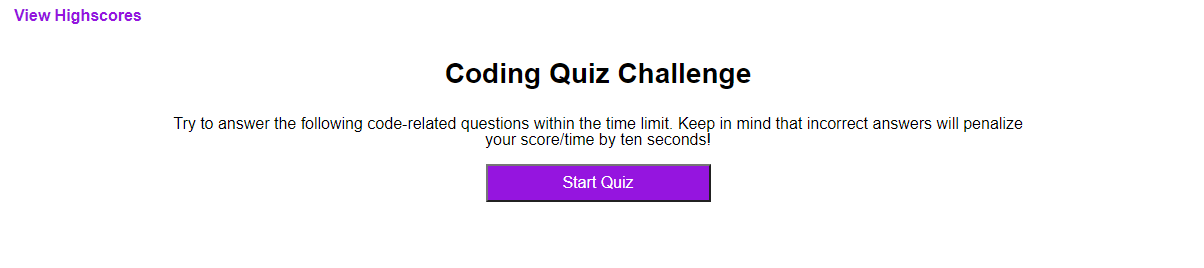 View Highscores
Coding Quiz Challenge
Try to answer the following code-related questions within the time limit. Keep in mind that incorrect answers will penalize
your score/time by ten seconds!
Start Quiz